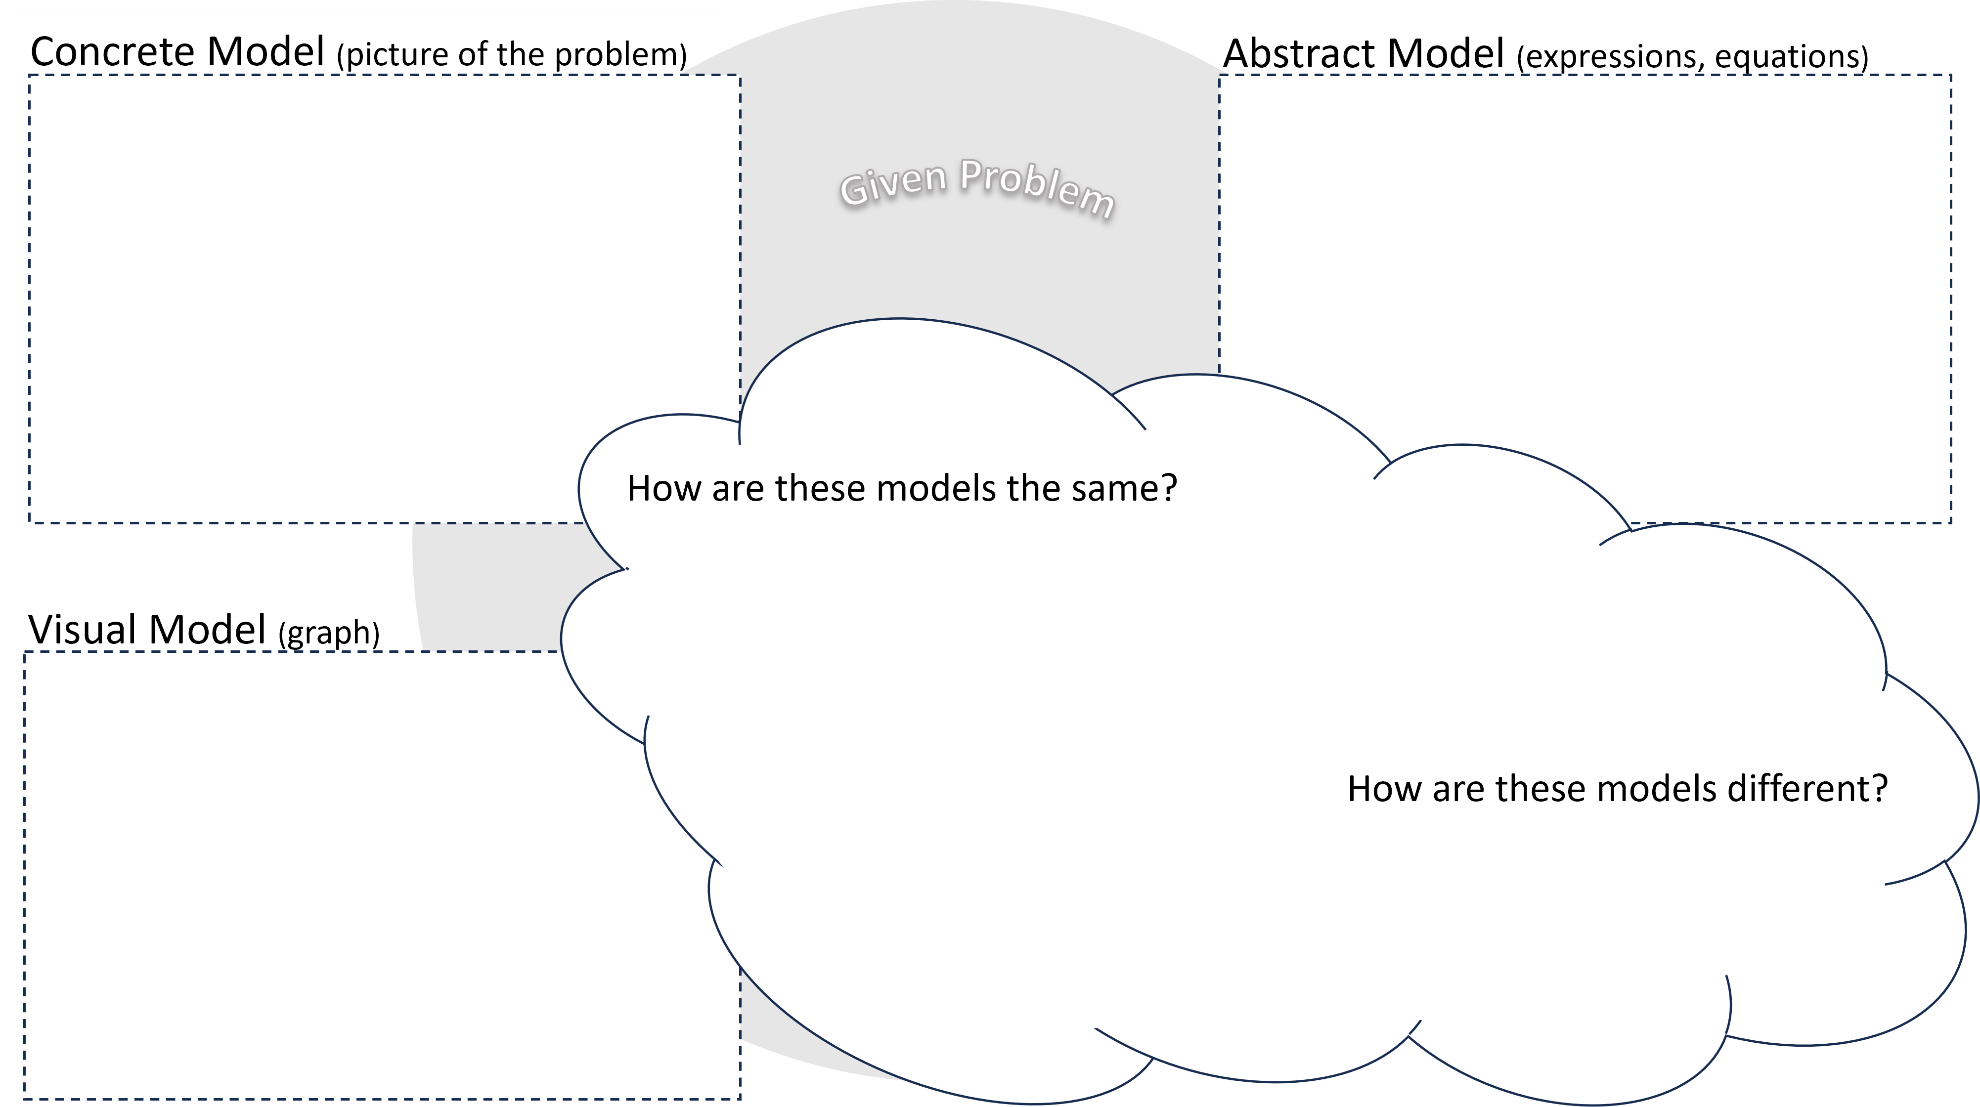 Concrete Model (picture of the problem)
Abstract Model (expressions, equations)
Given Problem
How are these models the same?
Visual Model (graph)
How are these models different?